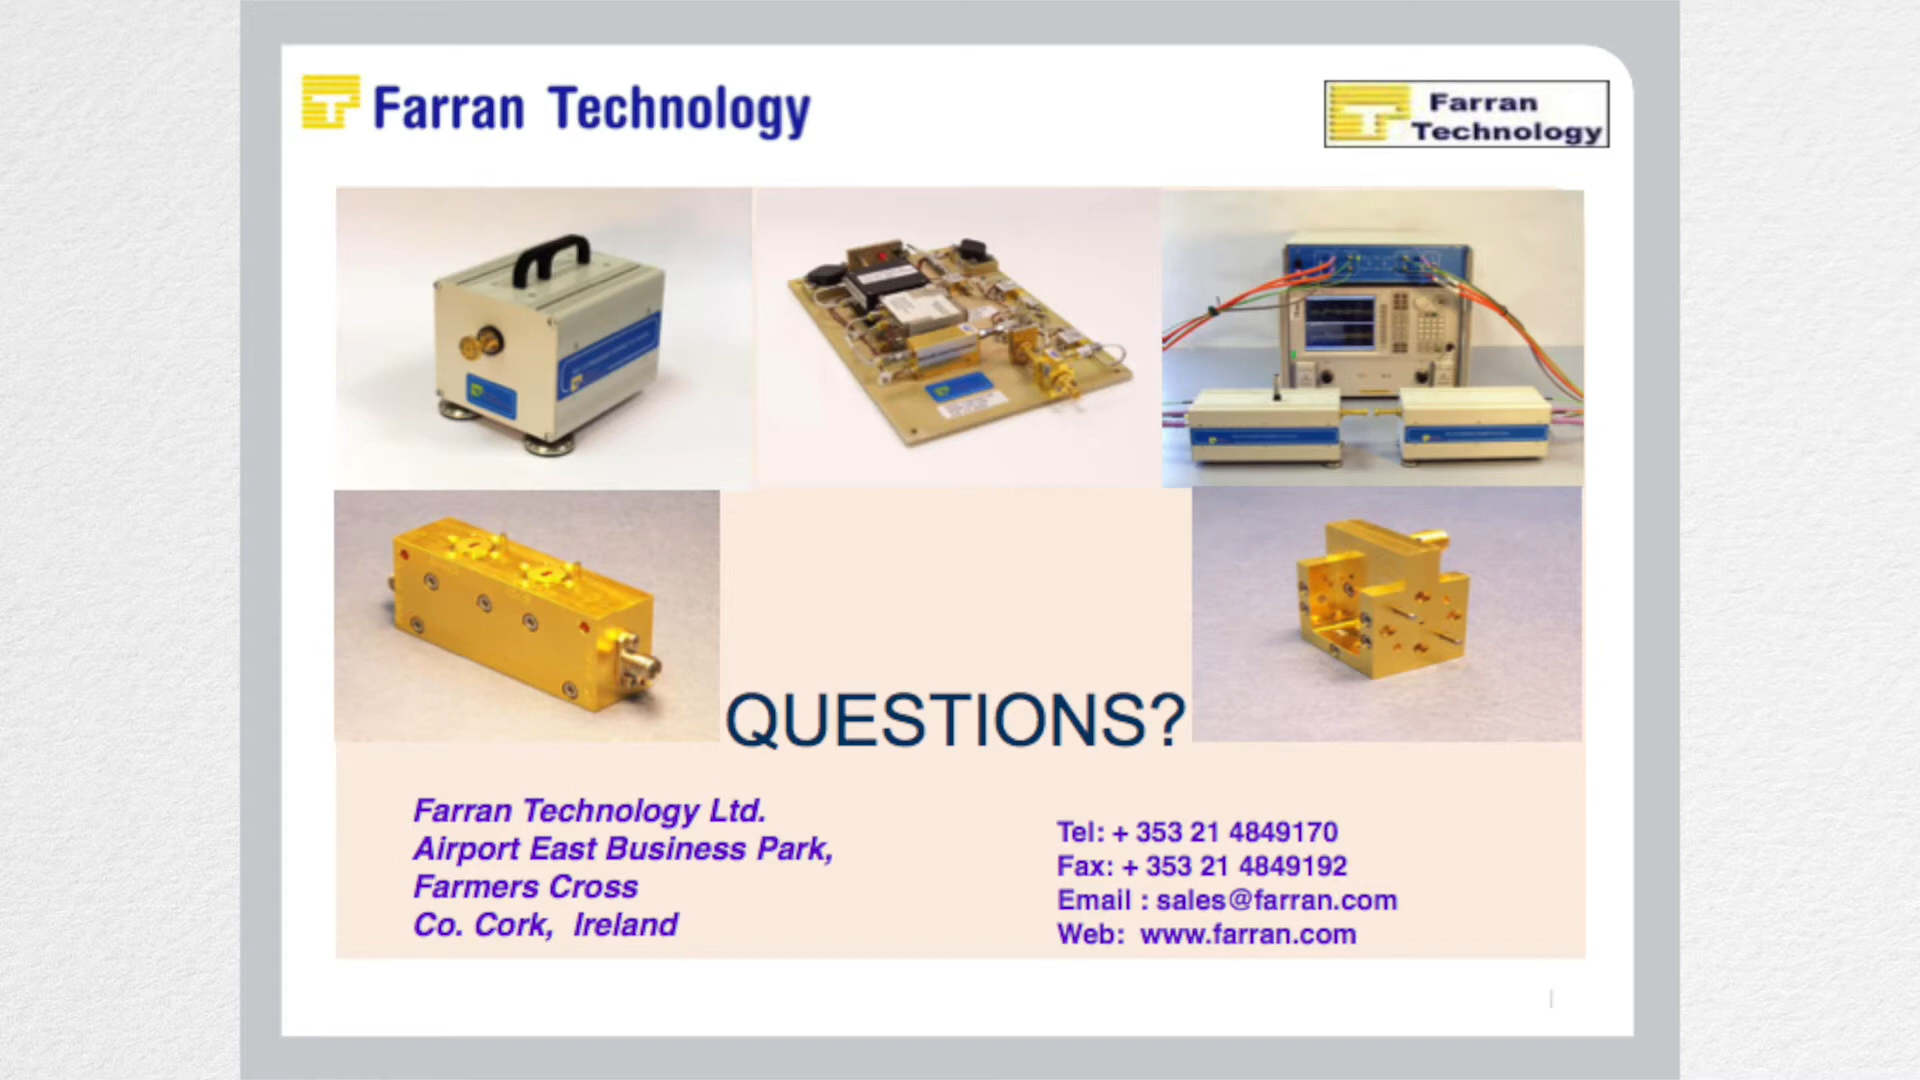 Farran Technology
Farran
Technology
QUESTIONS?
Farran Technology Ltd.
Airport East Business Park,
Farmers Cross
Co. Cork, Ireland
Tel: + 353 21 4849170
Fax: + 353 21 4849192
Email : sales@farran.com
Web: www.farran.com